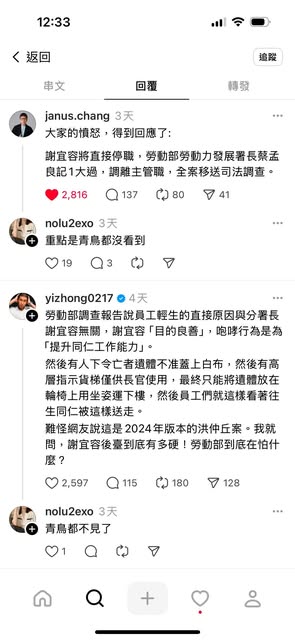 12:33
返回
追蹤
串文
回覆
轉發
janus.chang 3天
大家的憤怒，得到回應了:
謝宜容將直接停職，勞動部勞動力發展署長蔡孟
良記1大過，調離主管職，全案移送司法調查。
2,816 137 80 41
nolu2exo 3天
重點是青鳥都沒看到
19 3
yizhong0217 4天
勞動部調查報告說員工輕生的直接原因與分署長
謝宜容無關，謝宜容「目的良善」，咆哮行為是為
「提升同仁工作能力」。
然後有人下令亡者遺體不准蓋上白布，然後有高
層指示貨梯僅供長官使用，最終只能將遺體放在
輪椅上用坐姿運下樓，然後員工們就這樣看著往
生同仁被這樣送走。
難怪網友說這是 2024 年版本的洪仲丘案。我就
問，謝宜容後臺到底有多硬！勞動部到底在怕什
麼？
2,597 115 180 128
nolu2exo 3天
青鳥都不見了
1